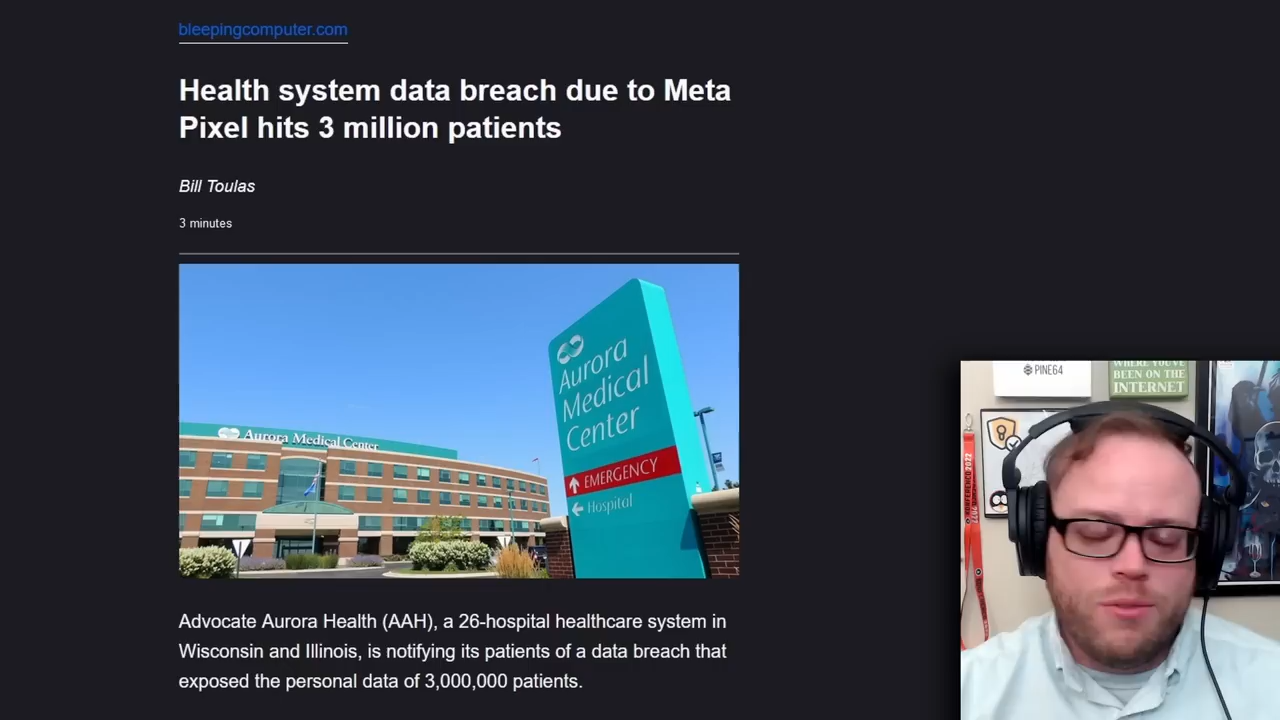 bleepingcomputer.com
Health system data breach due to Meta
Pixel hits 3 million patients
Bill Toulas
3 minutes
Aurora
Medical
Center
EMERGENCY
Hospital
Aurora Medical Center
Advocate Aurora Health (AAH), a 26-hospital healthcare system in
Wisconsin and Illinois, is notifying its patients of a data breach that
exposed the personal data of 3,000,000 patients.
PINE64
WHERE YOU'VE
BEEN ON THE
INTERNET
2022